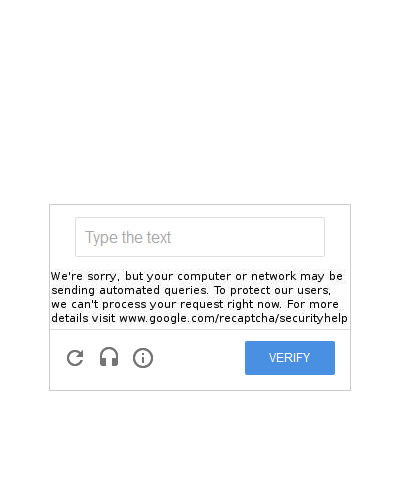 Type the text
We're sorry, but your computer or network may be
sending automated queries. To protect our users,
we can't process your request right now. For more
details visit www.google.com/recaptcha/securityhelp
VERIFY